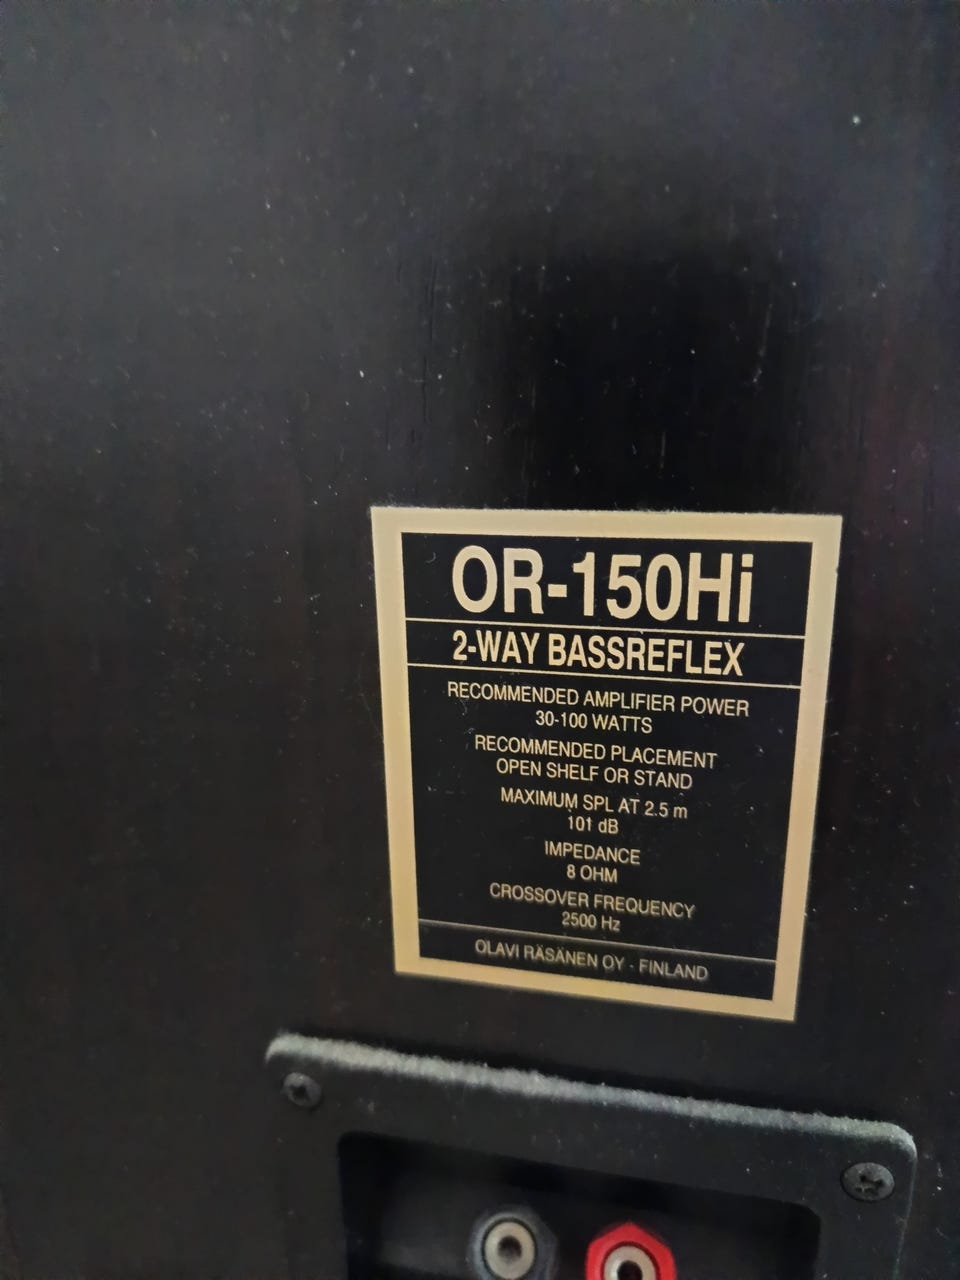 OR-150Hi
2-WAY BASSREFLEX
RECOMMENDED AMPLIFIER POWER
30-100 WATTS
RECOMMENDED PLACEMENT
OPEN SHELF OR STAND
MAXIMUM SPL AT 2.5 m
101 dB
IMPEDANCE
8 OHM
CROSSOVER FREQUENCY
2500 Hz
OLAVI RÄSÄNEN OY - FINLAND